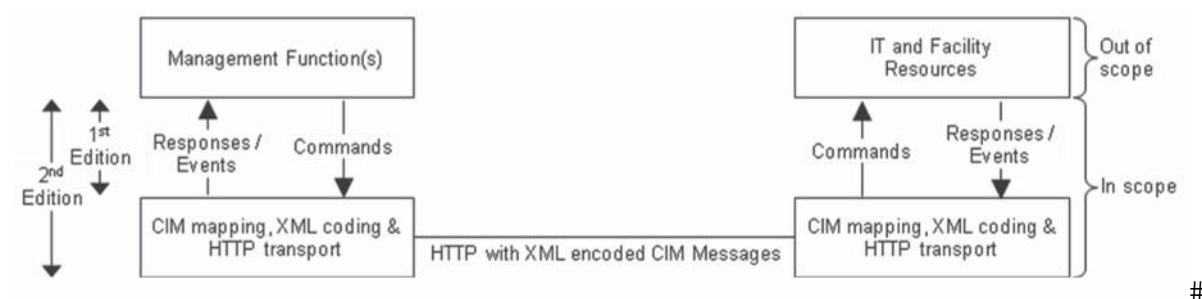 Management Function(s)
IT and Facility
Resources
Out of
scope
1st
Edition
2nd
Edition
Responses /
Events
Commands
Commands
Responses /
Events
In scope
CIM mapping, XML coding &
HTTP transport
HTTP with XML encoded CIM Messages
CIM mapping, XML coding &
HTTP transport
#